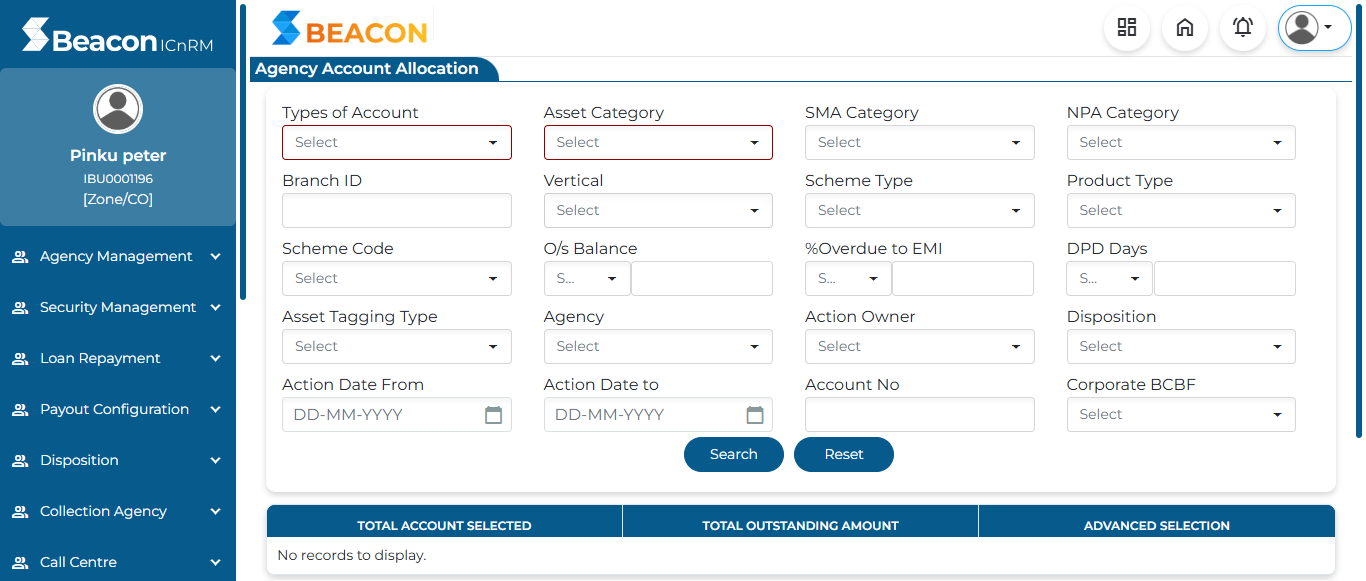 Beacon ICnRM
BEACON
Pinku peter
IBU0001196
[Zone/CO]
Agency Management
Security Management
Loan Repayment
Payout Configuration
Disposition
Collection Agency
Call Centre
Agency Account Allocation
Types of Account Asset Category SMA Category NPA Category
Select Select Select Select
Branch ID Vertical Scheme Type Product Type
Select Select Select
Scheme Code O/s Balance %Overdue to EMI DPD Days
Select S... S... S...
Asset Tagging Type Agency Action Owner Disposition
Select Select Select Select
Action Date From Action Date to Account No Corporate BCBF
DD-MM-YYYY DD-MM-YYYY Select
Search Reset
TOTAL ACCOUNT SELECTED TOTAL OUTSTANDING AMOUNT ADVANCED SELECTION
No records to display.